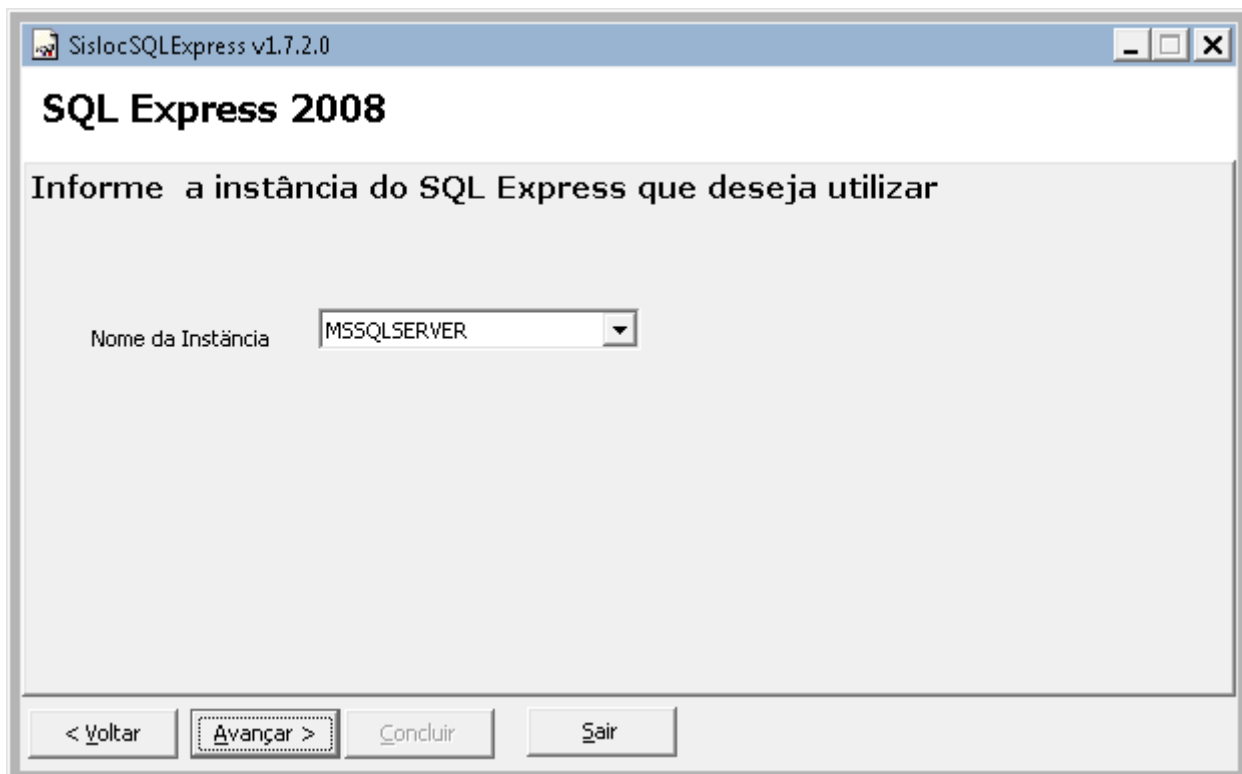 SislocSQLExpress v1.7.2.0
SQL Express 2008
Informe  a instância do SQL Express que deseja utilizar
Nome da Instäncia
MSSQLSERVER
< Voltar
Avançar >
Concluir
Sair